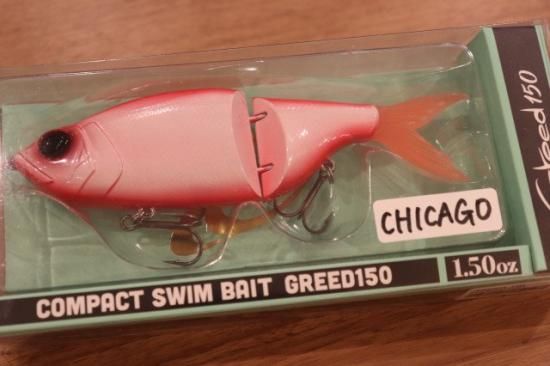 Greed150
CHICAGO
COMPACT SWIM BAIT GREED150
1.50oz